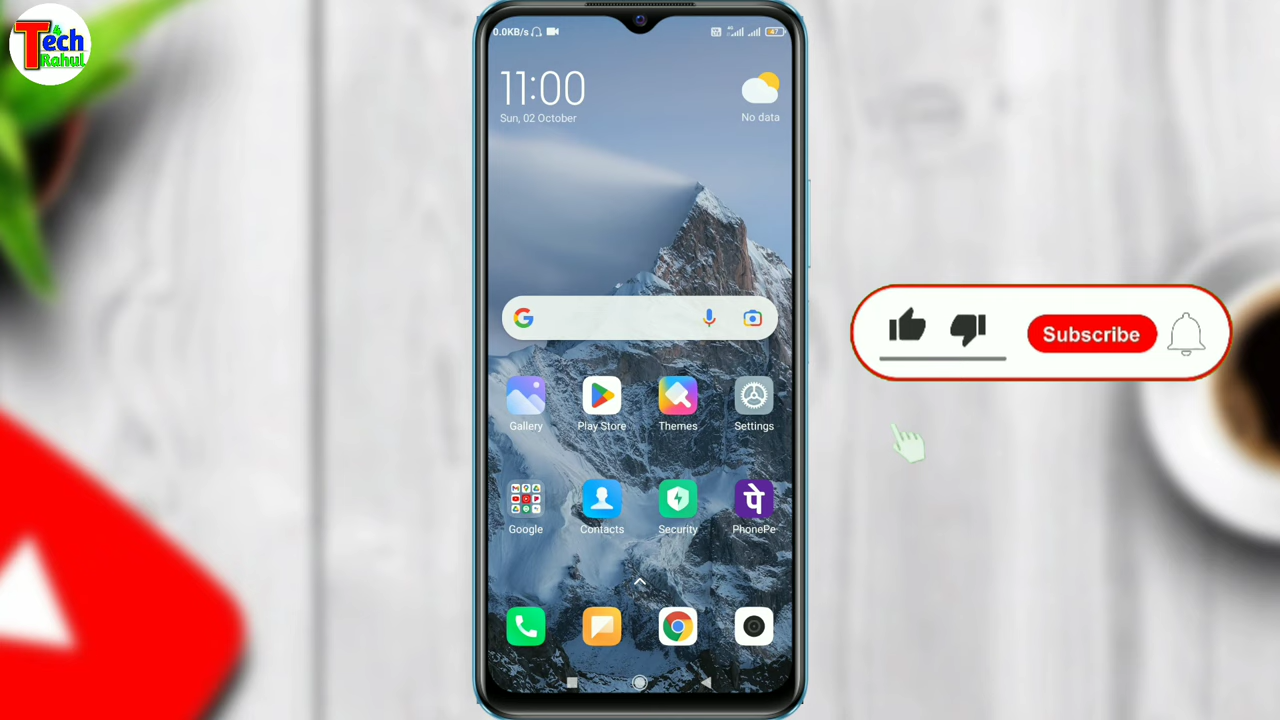 Tech
Rahul
0.0KB/s
47
11:00
Sun, 02 October
No data
Gallery
Play Store
Themes
Settings
पे
Google
Contacts
Security
PhonePe
Subscribe